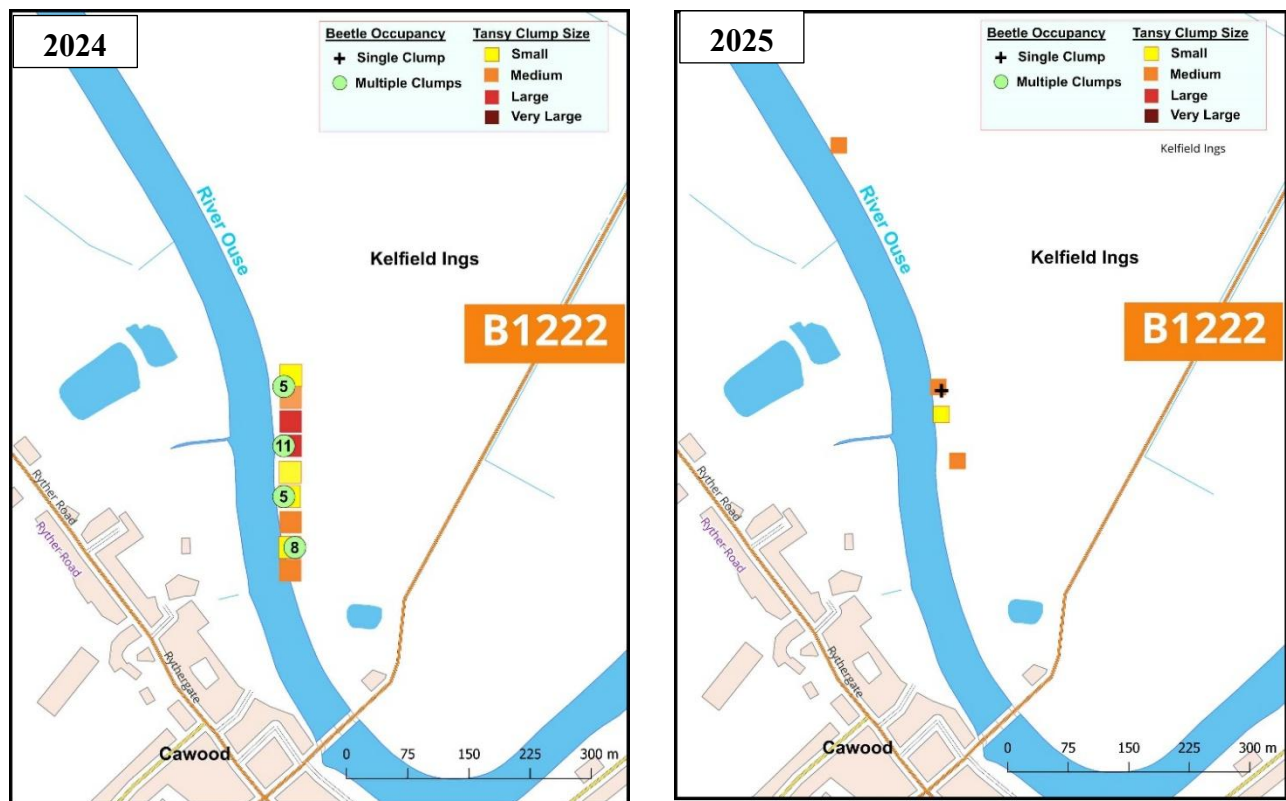 2024
Beetle Occupancy
Single Clump
Multiple Clumps
Tansy Clump Size
Small
Medium
Large
Very Large
River Ouse
Kelfield Ings
B1222
5
11
5
8
Ryther Road
Ryther Road
Rythergate
Cawood
0 75 150 225 300 m
2025
Beetle Occupancy
Single Clump
Multiple Clumps
Tansy Clump Size
Small
Medium
Large
Very Large
Kelfield Ings
River Ouse
Kelfield Ings
B1222
Ryther Road
Ryther Road
Rythergate
Cawood
0 75 150 225 300 m